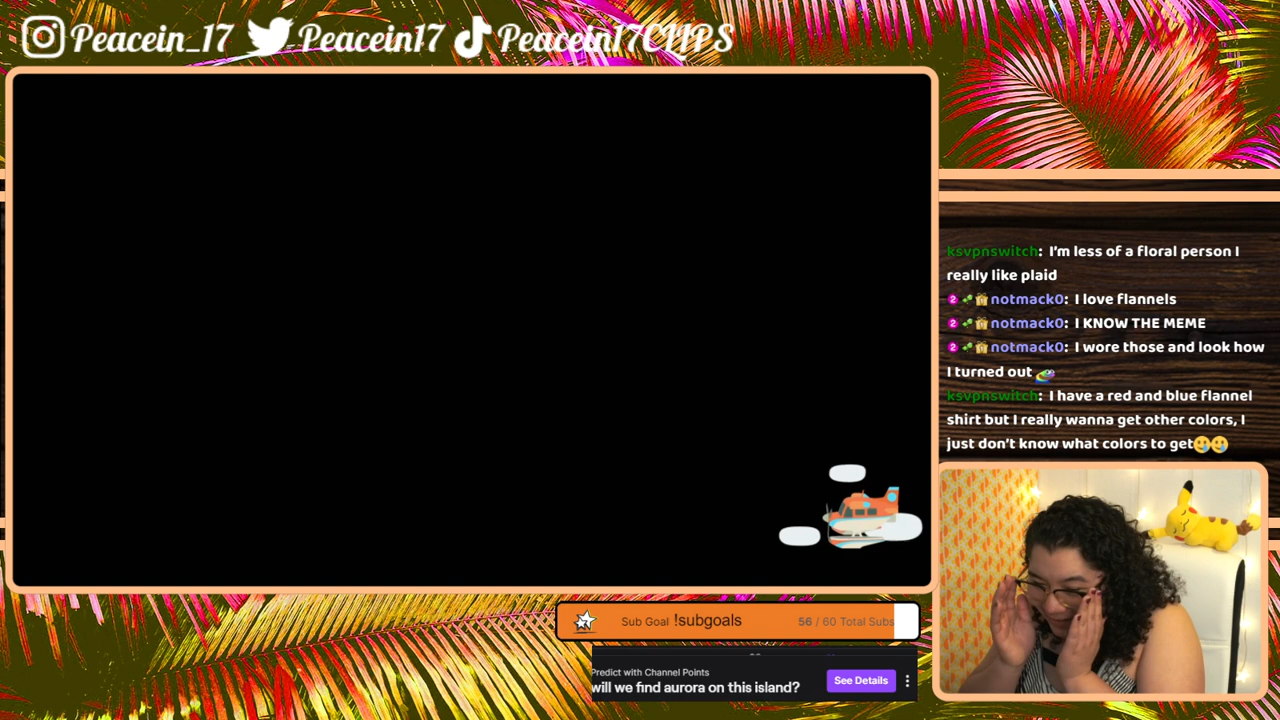 Peacein_17 Peacein17 Peacein17ClIPS
ksvpnswitch: I'm less of a floral person I
really like plaid
2 notmack0: I love flannels
2 notmack0: I KNOW THE MEME
2 notmack0: I wore those and look how
I turned out
ksvpnswitch: I have a red and blue flannel
shirt but I really wanna get other colors, I
just don't know what colors to get
Sub Goal !subgoals 56 / 60 Total Subs
Predict with Channel Points
will we find aurora on this island?
See Details